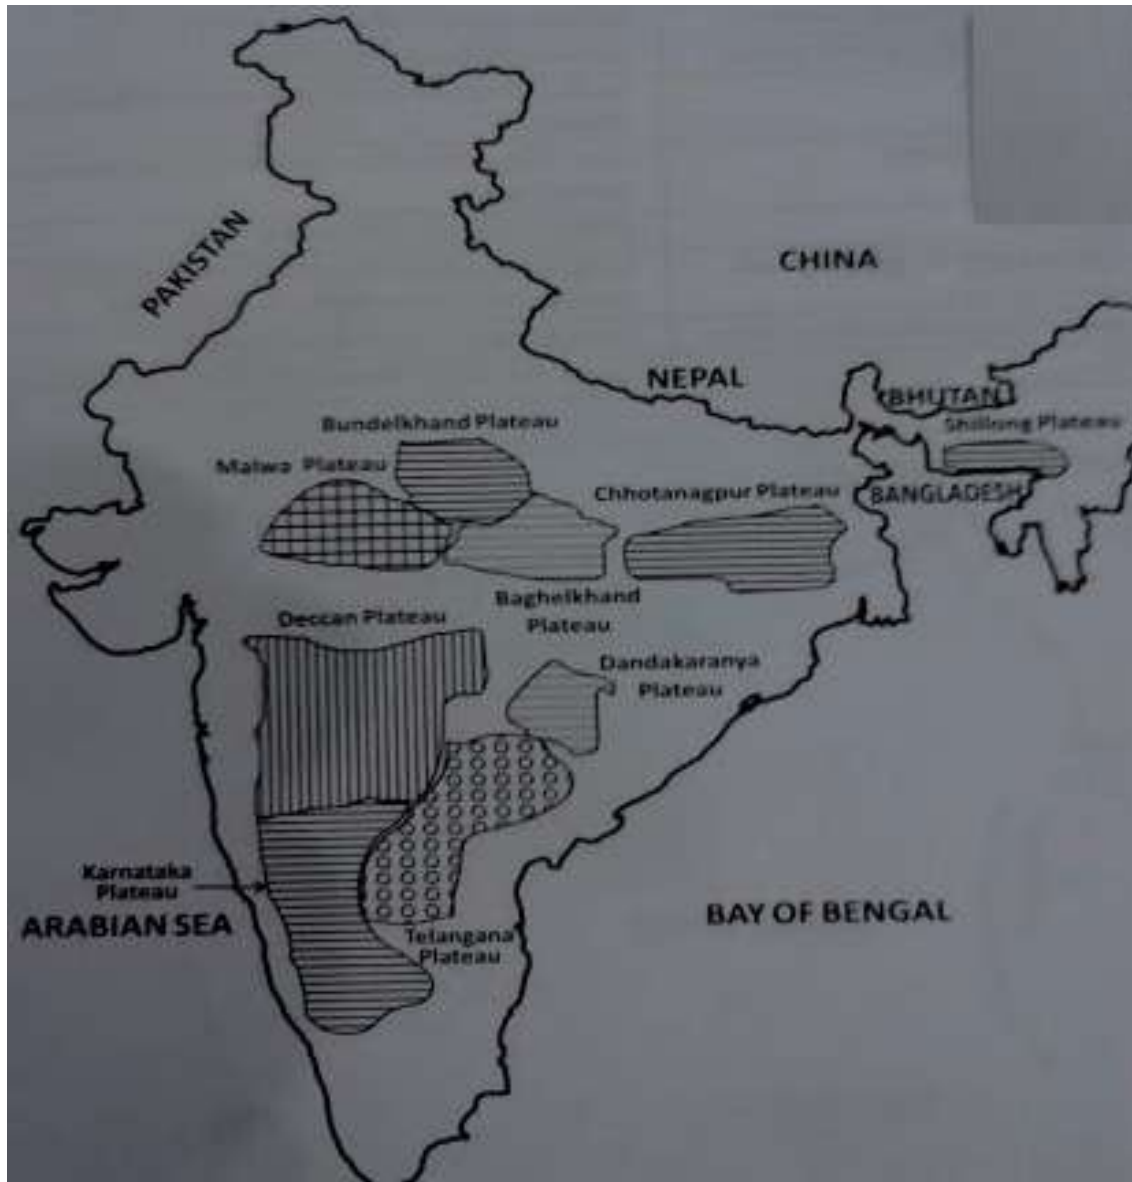 PAKISTAN
CHINA
NEPAL
BHUTAN
Bundelkhand Plateau
Shillong Plateau
Malwa Plateau
Chhotanagpur Plateau
BANGLADESH
Baghelkhand
Plateau
Deccan Plateau
Dandakaranya
Plateau
Karnataka
Plateau
ARABIAN SEA
BAY OF BENGAL
Telangana
Plateau